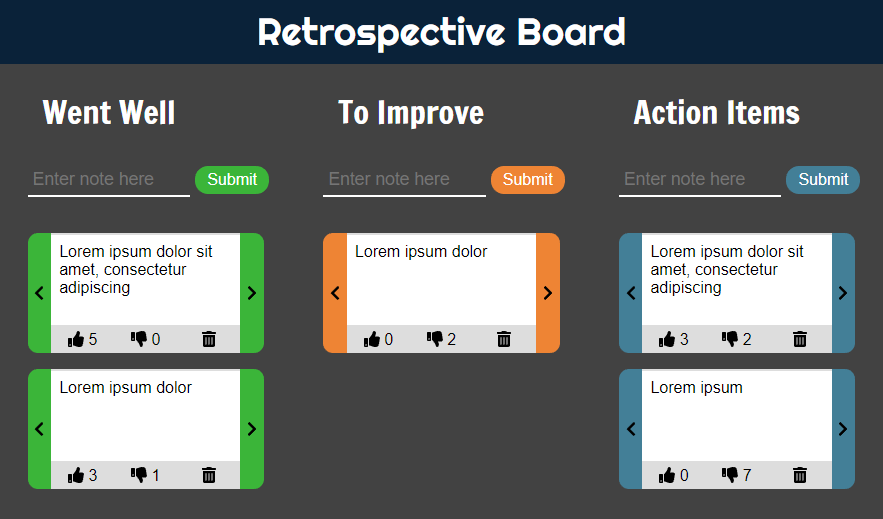 Retrospective Board
Went Well
Enter note here Submit
Lorem ipsum dolor sit
amet, consectetur
adipiscing
5 0
Lorem ipsum dolor
3 1
To Improve
Enter note here Submit
Lorem ipsum dolor
0 2
Action Items
Enter note here Submit
Lorem ipsum dolor sit
amet, consectetur
adipiscing
3 2
Lorem ipsum
0 7